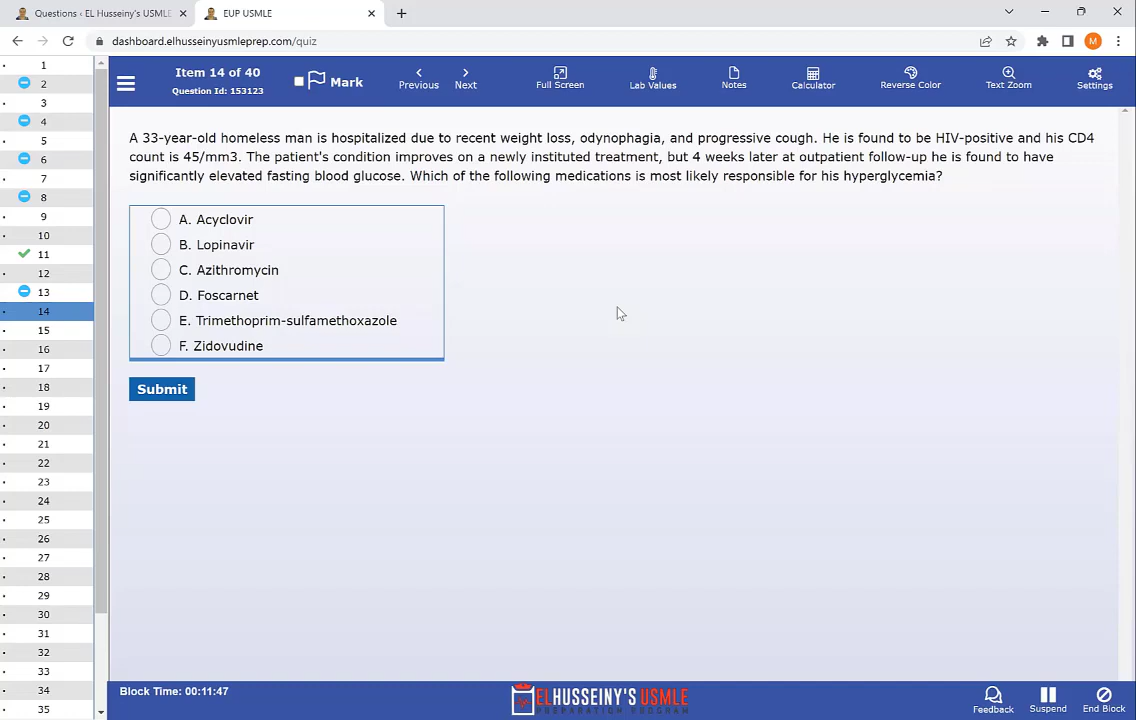 Questions ‹ EL Husseiny's USMLE
EUP USMLE
dashboard.elhusseinyusmleprep.com/quiz
M
1
2
3
4
5
6
7
8
9
10
11
12
13
14
15
16
17
18
19
20
21
22
23
24
25
26
27
28
29
30
31
32
33
34
35
Item 14 of 40
Question Id: 153123
Mark
Previous
Next
Full Screen
Lab Values
Notes
Calculator
Reverse Color
Text Zoom
Settings
A 33-year-old homeless man is hospitalized due to recent weight loss, odynophagia, and progressive cough. He is found to be HIV-positive and his CD4
count is 45/mm3. The patient's condition improves on a newly instituted treatment, but 4 weeks later at outpatient follow-up he is found to have
significantly elevated fasting blood glucose. Which of the following medications is most likely responsible for his hyperglycemia?
A. Acyclovir
B. Lopinavir
C. Azithromycin
D. Foscarnet
E. Trimethoprim-sulfamethoxazole
F. Zidovudine
Submit
Block Time: 00:11:47
ELHUSSEINY'S USMLE
PREPARATION PROGRAM
Feedback
Suspend
End Block